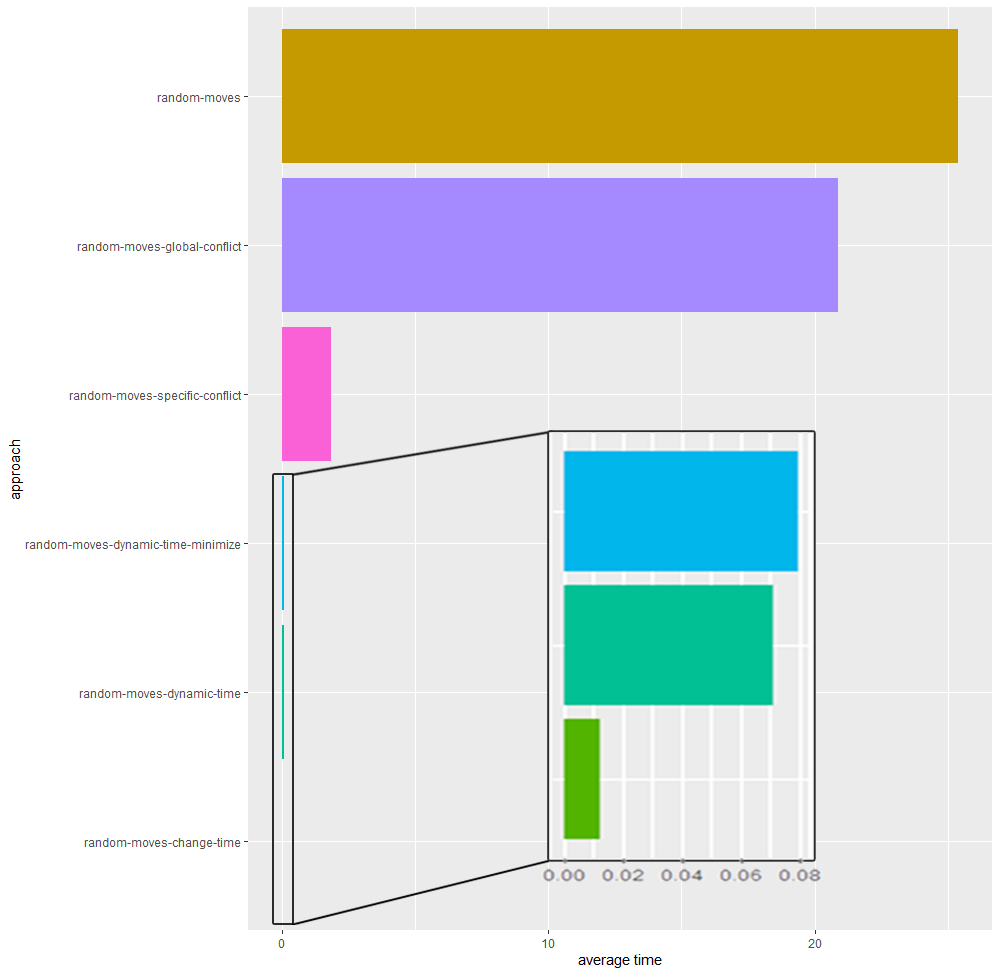 random-moves
random-moves-global-conflict
random-moves-specific-conflict
approach
random-moves-dynamic-time-minimize
random-moves-dynamic-time
random-moves-change-time
0.00 0.02 0.04 0.06 0.08
0 10 20
average time